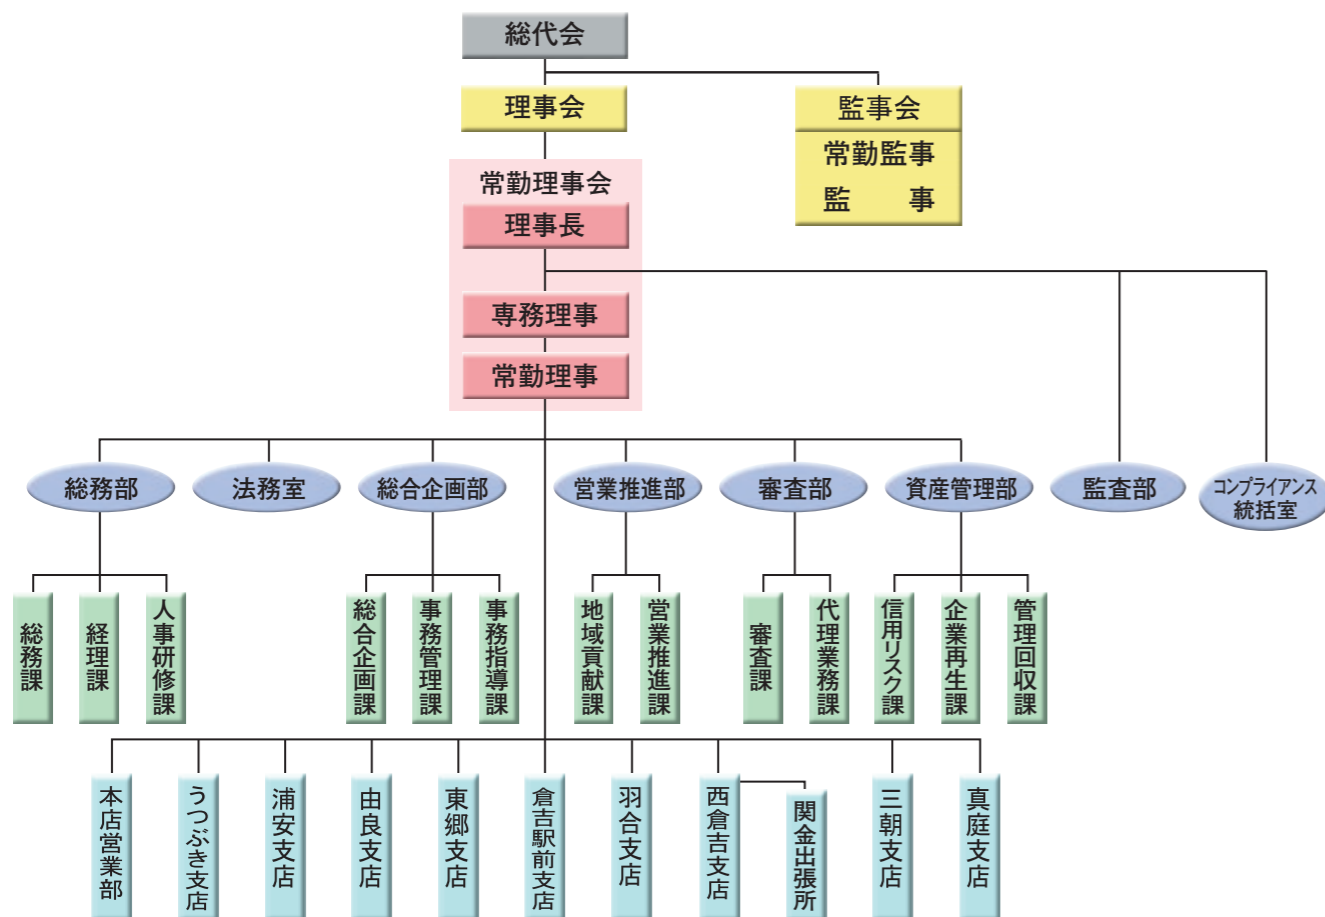 総代会
理事会
監事会
常勤監事
監　　事
常勤理事会
理事長
専務理事
常勤理事
総務部
法務室
総合企画部
営業推進部
審査部
資産管理部
監査部
コンプライアンス
統括室
総務課
経理課
人事研修課
総合企画課
事務管理課
事務指導課
地域貢献課
営業推進課
審査課
代理業務課
信用リスク課
企業再生課
管理回収課
本店営業部
うつぶき支店
浦安支店
由良支店
東郷支店
倉吉駅前支店
羽合支店
西倉吉支店
関金出張所
三朝支店
真庭支店